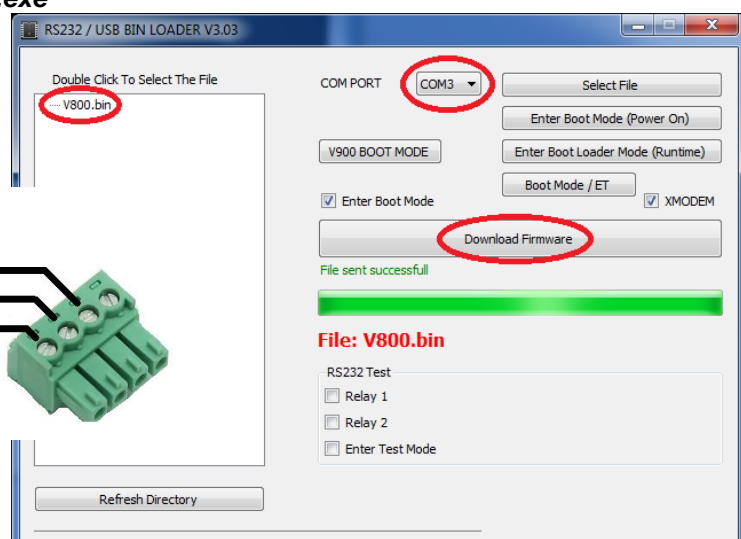 .exe
RS232 / USB BIN LOADER V3.03
Double Click To Select The File
V800.bin
COM PORT
COM3
Select File
Enter Boot Mode (Power On)
V900 BOOT MODE
Enter Boot Loader Mode (Runtime)
Boot Mode / ET
Enter Boot Mode
XMODEM
Download Firmware
File sent successfull
File: V800.bin
RS232 Test
Relay 1
Relay 2
Enter Test Mode
Refresh Directory